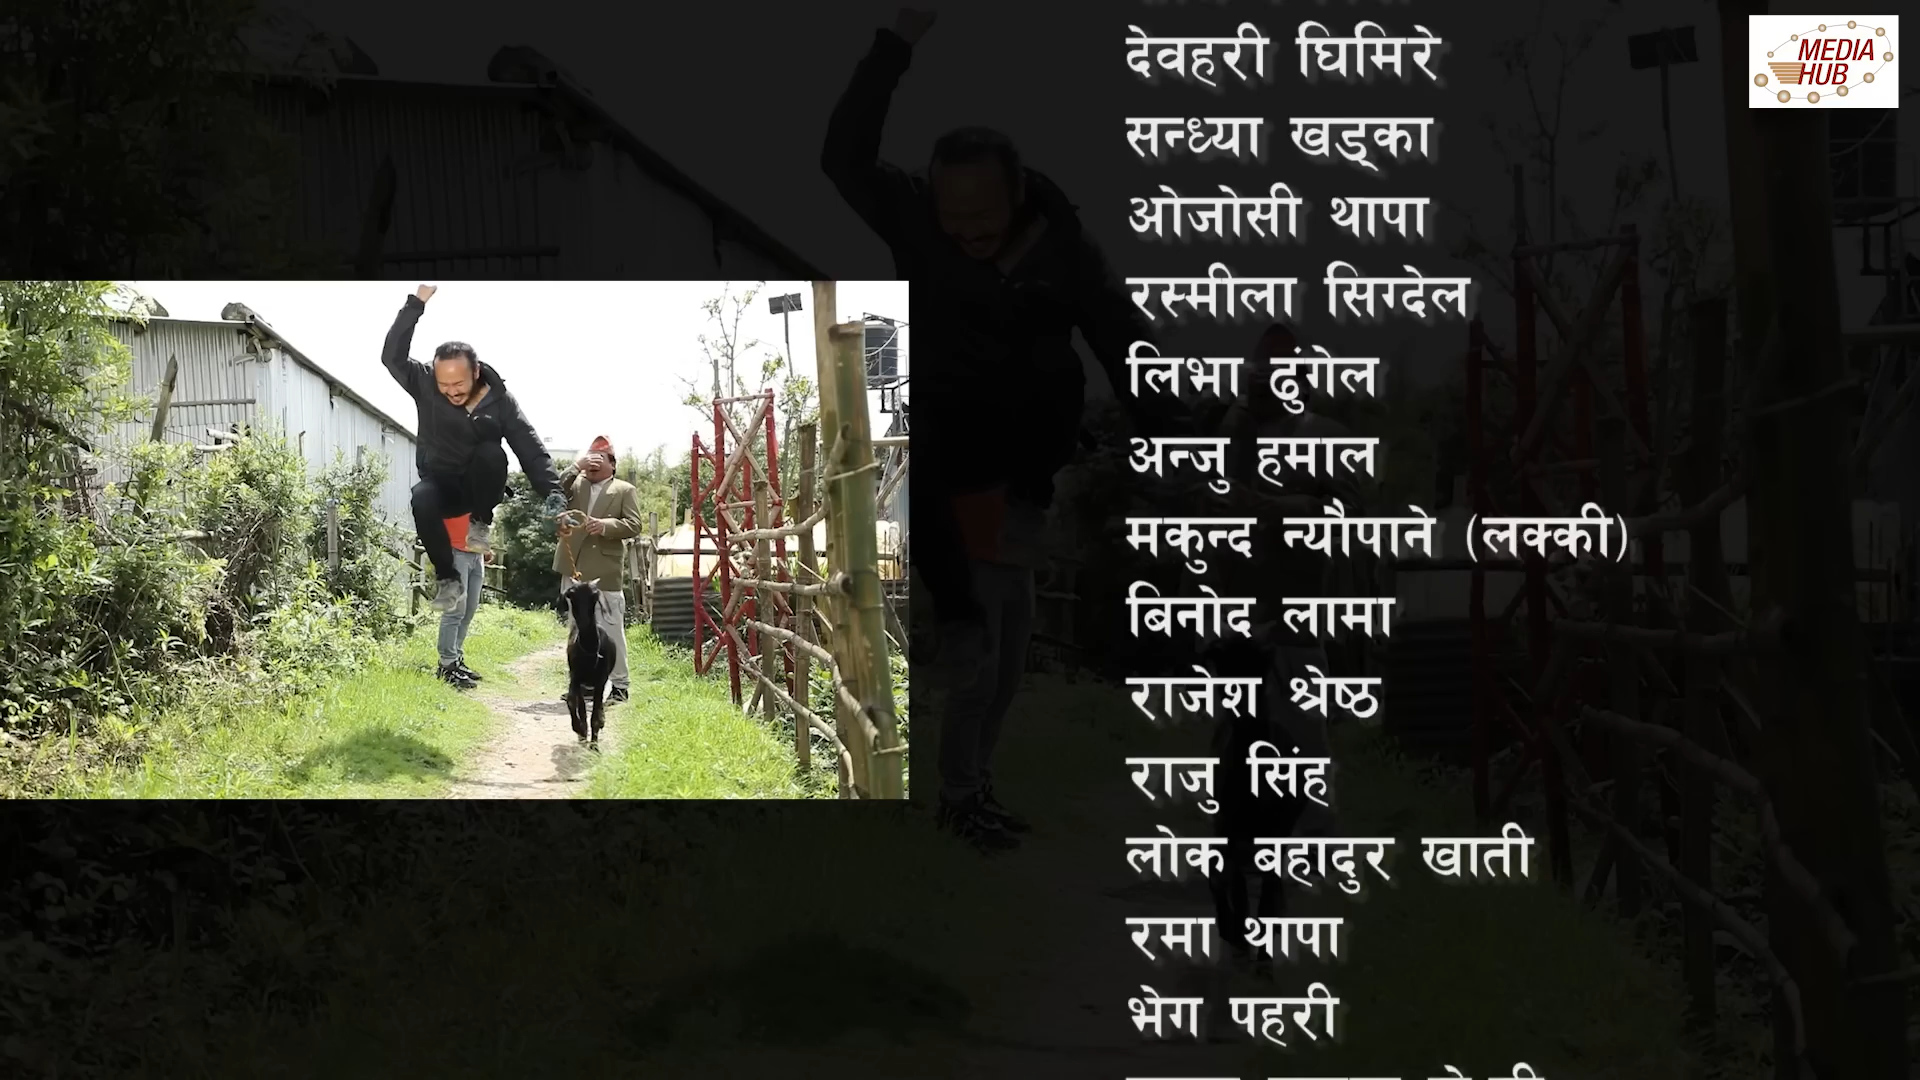 देवहरी घिमिरे
सन्ध्या खड्का
ओजोसी थापा
रस्मीला सिग्देल
लिभा ढुंगेल
अन्जु हमाल
मकुन्द न्यौपाने (लक्की)
बिनोद लामा
राजेश श्रेष्ठ
राजु सिंह
लोक बहादुर खाती
रमा थापा
भेग पहरी
MEDIA
HUB